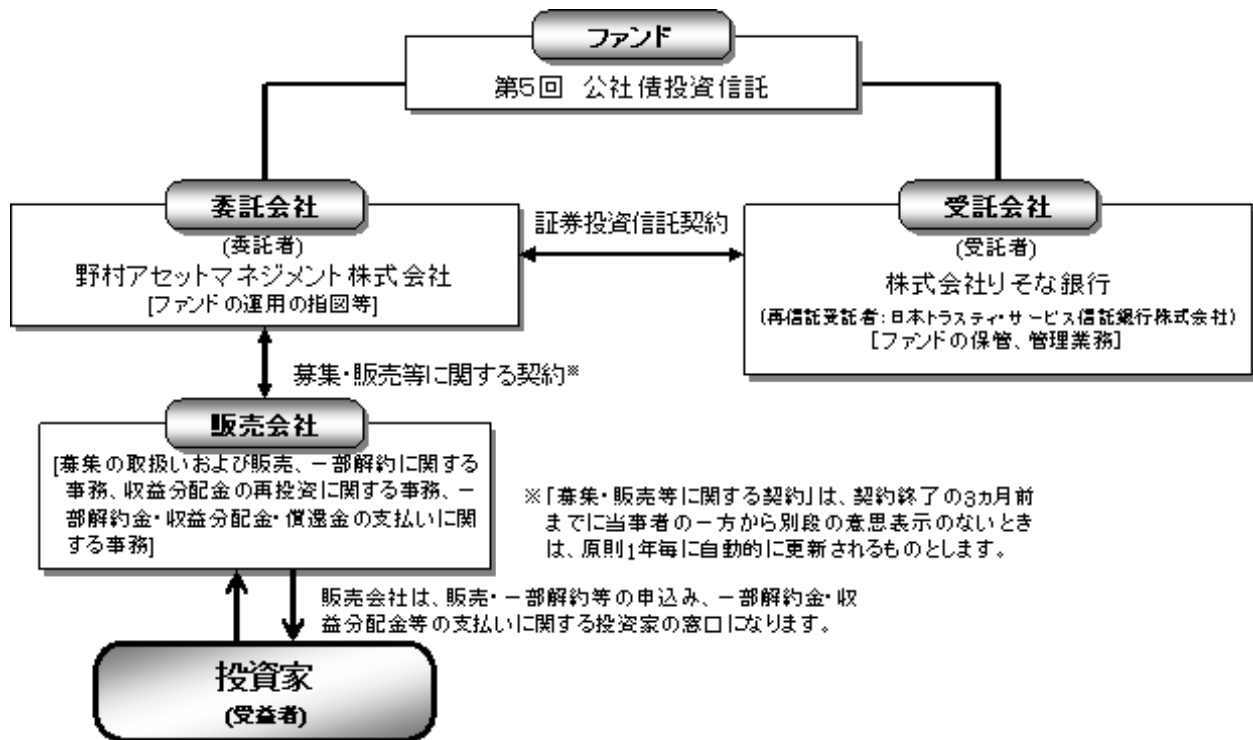 ファンド
第5回 公社債投資信託
委託会社
(委託者)
野村アセットマネジメント株式会社
[ファンドの運用の指図等]
証券投資信託契約
受託会社
(受託者)
株式会社りそな銀行
(再信託受託者:日本トラスティ・サービス信託銀行株式会社)
[ファンドの保管、管理業務]
募集・販売等に関する契約※
販売会社
[募集の取扱いおよび販売、一部解約に関する
事務、収益分配金の再投資に関する事務、一
部解約金・収益分配金・償還金の支払いに関
する事務]
※「募集・販売等に関する契約」は、契約終了の3ヵ月前
までに当事者の一方から別段の意思表示のないとき
は、原則1年毎に自動的に更新されるものとします。
販売会社は、販売・一部解約等の申込み、一部解約金・収
益分配金等の支払いに関する投資家の窓口になります。
投資家
(受益者)